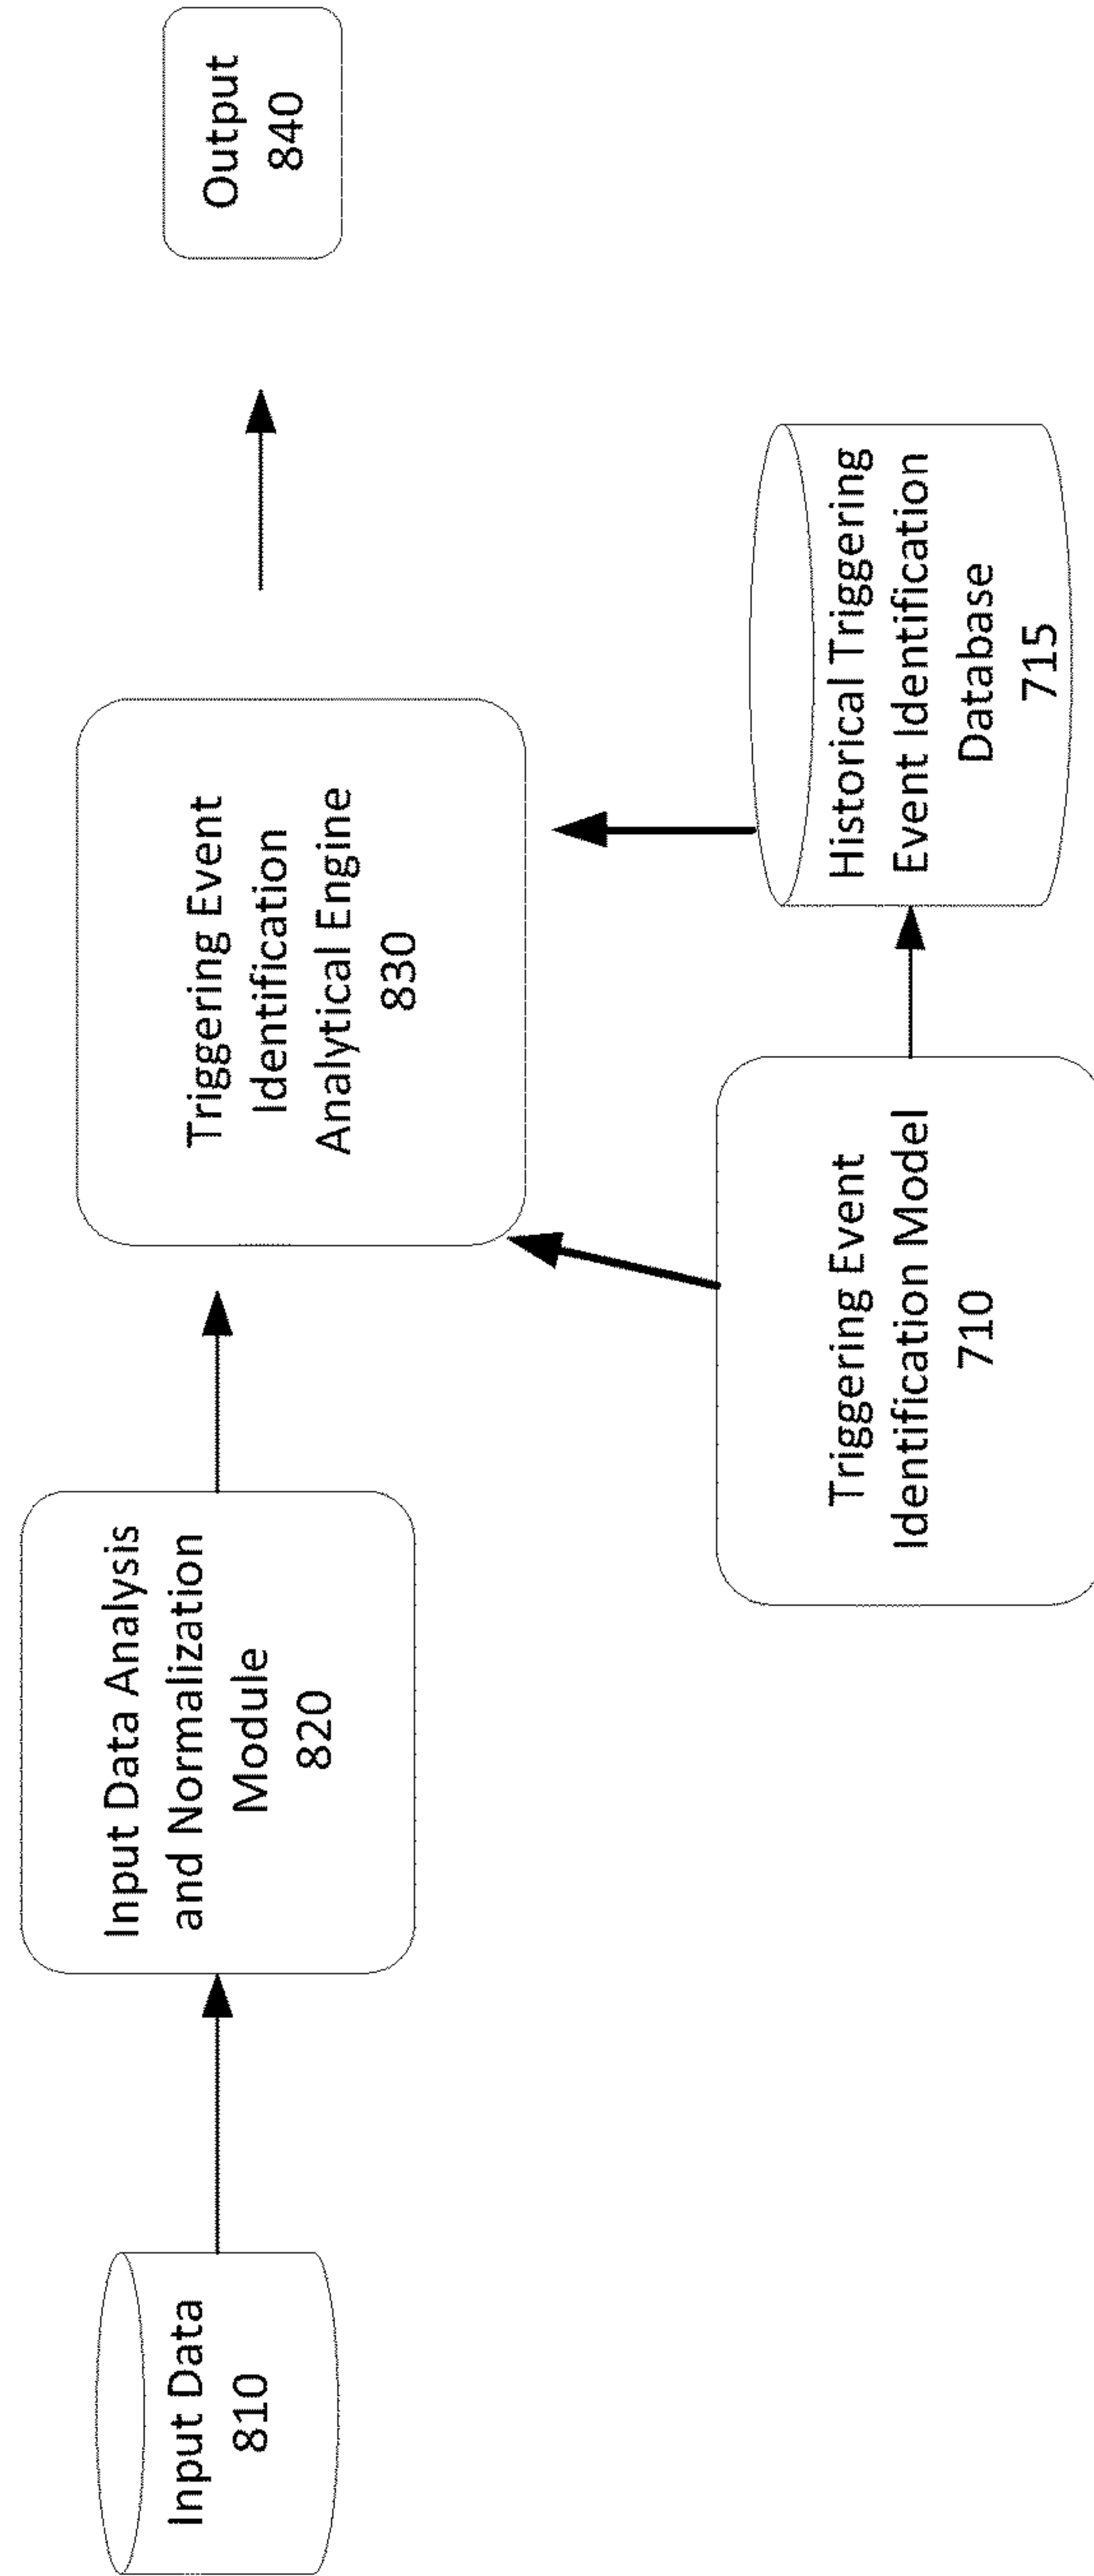 Input Data
810
Input Data Analysis
and Normalization
Module
820
Triggering Event
Identification
Analytical Engine
830
Output
840
Triggering Event
Identification Model
710
Historical Triggering
Event Identification
Database
715